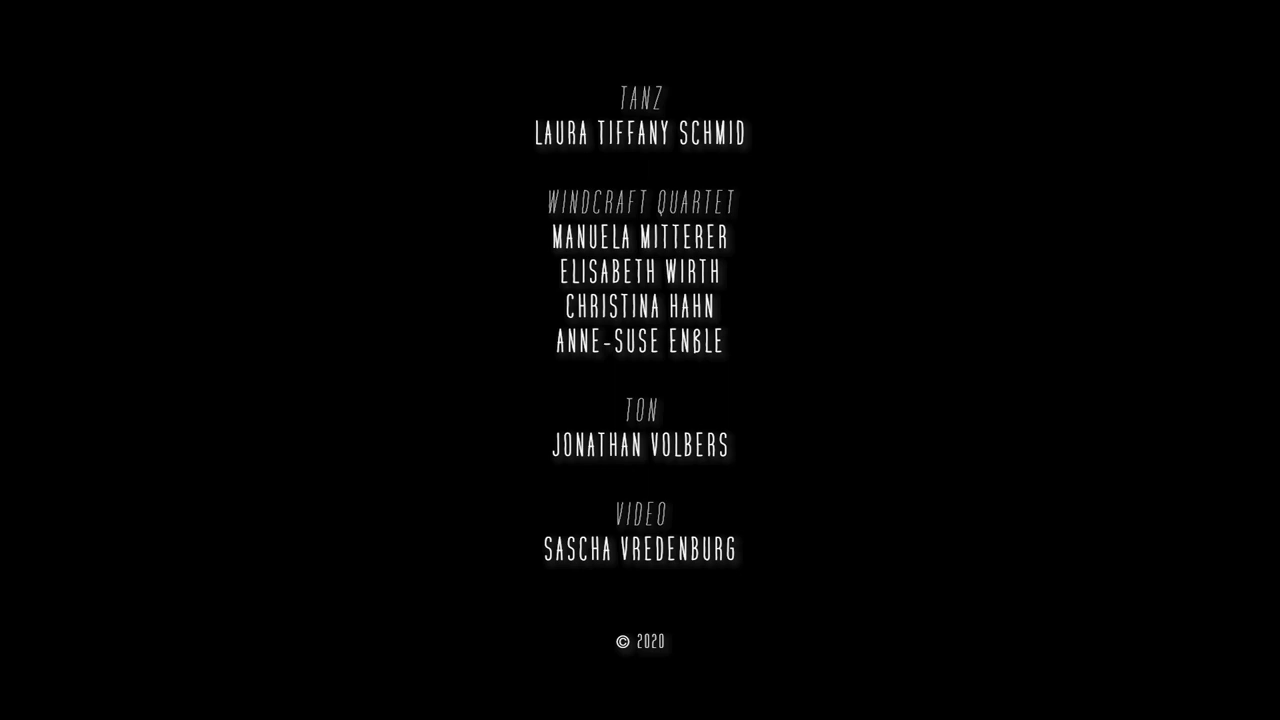 TANZ
LAURA TIFFANY SCHMID
WINDCRAFT QUARTET
MANUELA MITTERER
ELISABETH WIRTH
CHRISTINA HAHN
ANNE-SUSE ENßLE
TON
JONATHAN VOLBERS
VIDEO
SASCHA VREDENBURG
© 2020